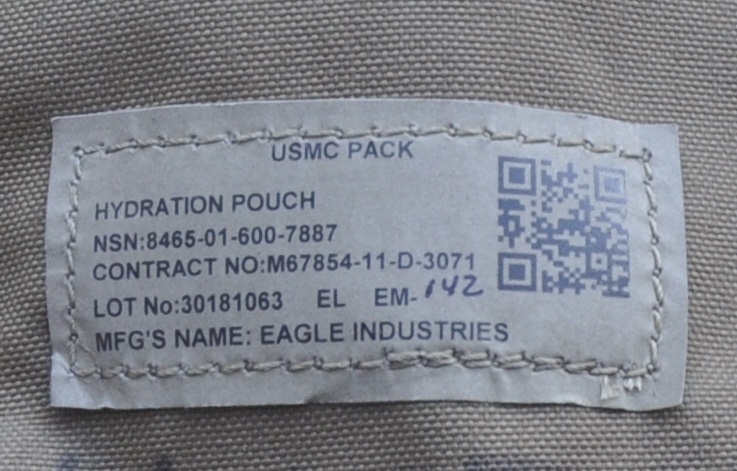 USMC PACK
HYDRATION POUCH
NSN:8465-01-600-7887
CONTRACT NO:M67854-11-D-3071
LOT No:30181063 EL EM-142
MFG'S NAME: EAGLE INDUSTRIES